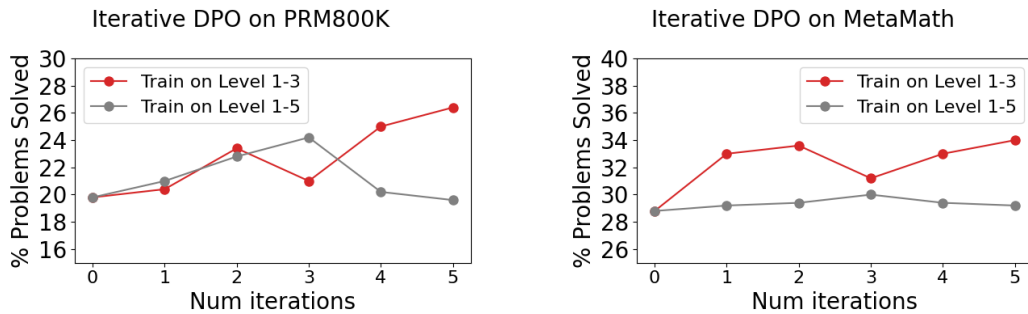 Iterative DPO on PRM800K
% Problems Solved
30
28
26
24
22
20
18
16
Train on Level 1-3
Train on Level 1-5
0 1 2 3 4 5
Num iterations
Iterative DPO on MetaMath
% Problems Solved
40
38
36
34
32
30
28
26
Train on Level 1-3
Train on Level 1-5
0 1 2 3 4 5
Num iterations